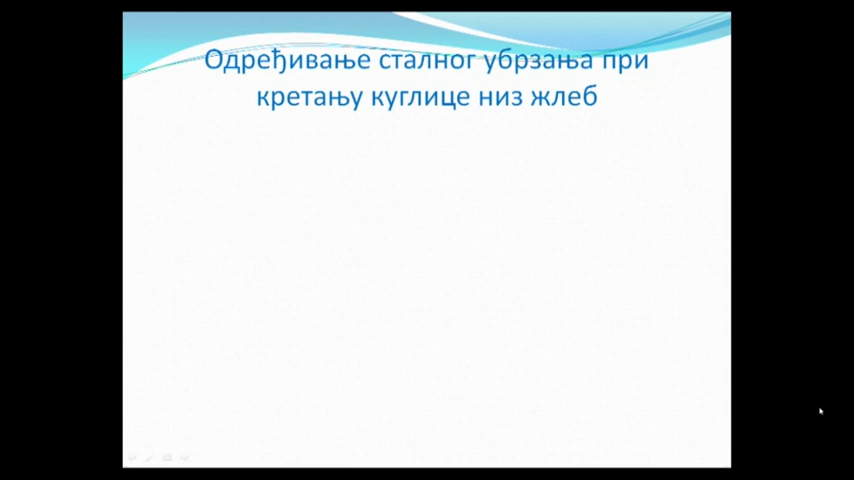 Одређивање сталног убрзања при
кретању куглице низ жлеб